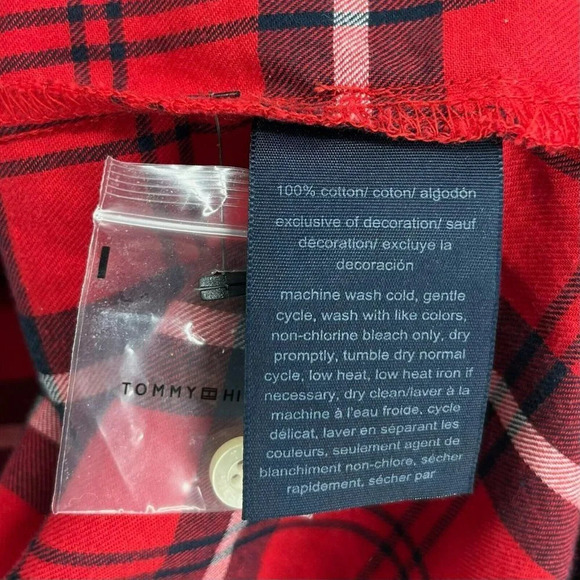 100% cotton/ coton/ algodón
exclusive of decoration/ sauf
décoration/ excluye la
decoración
machine wash cold, gentle
cycle, wash with like colors,
non-chlorine bleach only, dry
promptly, tumble dry normal
cycle, low heat, low heat iron if
necessary, dry clean/laver à la
machine à l'eau froide, cycle
délicat, laver en séparant les
couleurs, seulement agent de
blanchiment non-chlore, sécher
rapidement, sécher par
TOMMY HI